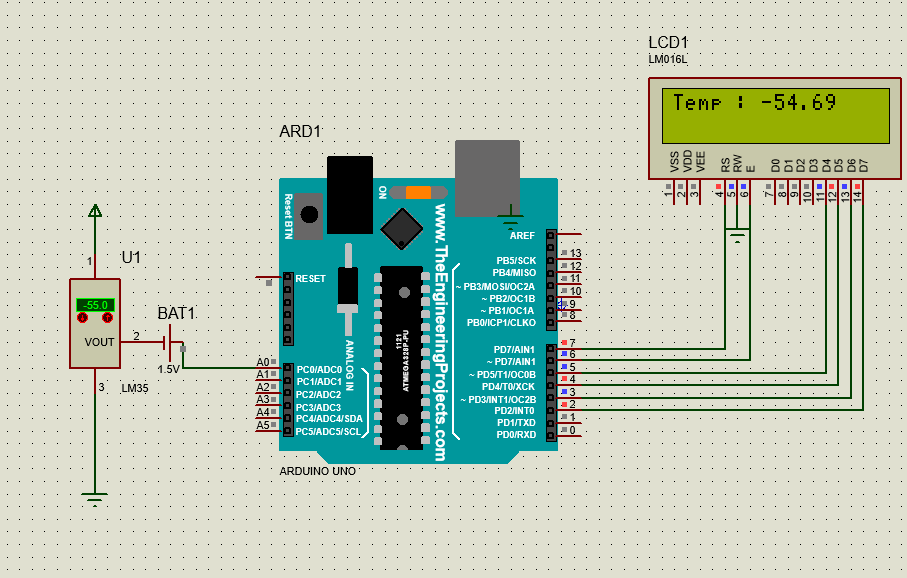 LCD1
LM016L
Temp : -54.69
VSS
VDD
VEE
RS
RW
E
D0
D1
D2
D3
D4
D5
D6
D7
1
2
3
4
5
6
7
8
9
10
11
12
13
14
ARD1
Reset BTN
ON
www.TheEngineeringProjects.com
AREF
PB5/SCK 13
PB4/MISO 12
~ PB3/MOSI/OC2A 11
~ PB2/OC1B 10
~ PB1/OC1A 9
PB0/ICP1/CLKO 8
RESET
1121
ATMEGA328P-PU
ANALOG IN
A0 PC0/ADC0
A1 PC1/ADC1
A2 PC2/ADC2
A3 PC3/ADC3
A4 PC4/ADC4/SDA
A5 PC5/ADC5/SCL
PD7/AIN1 7
~ PD7/AIN1 6
~ PD5/T1/OC0B 5
PD4/T0/XCK 4
~ PD3/INT1/OC2B 3
PD2/INT0 2
PD1/TXD 1
PD0/RXD 0
ARDUINO UNO
1
U1
-55.0
VOUT
2
3
LM35
BAT1
1.5V